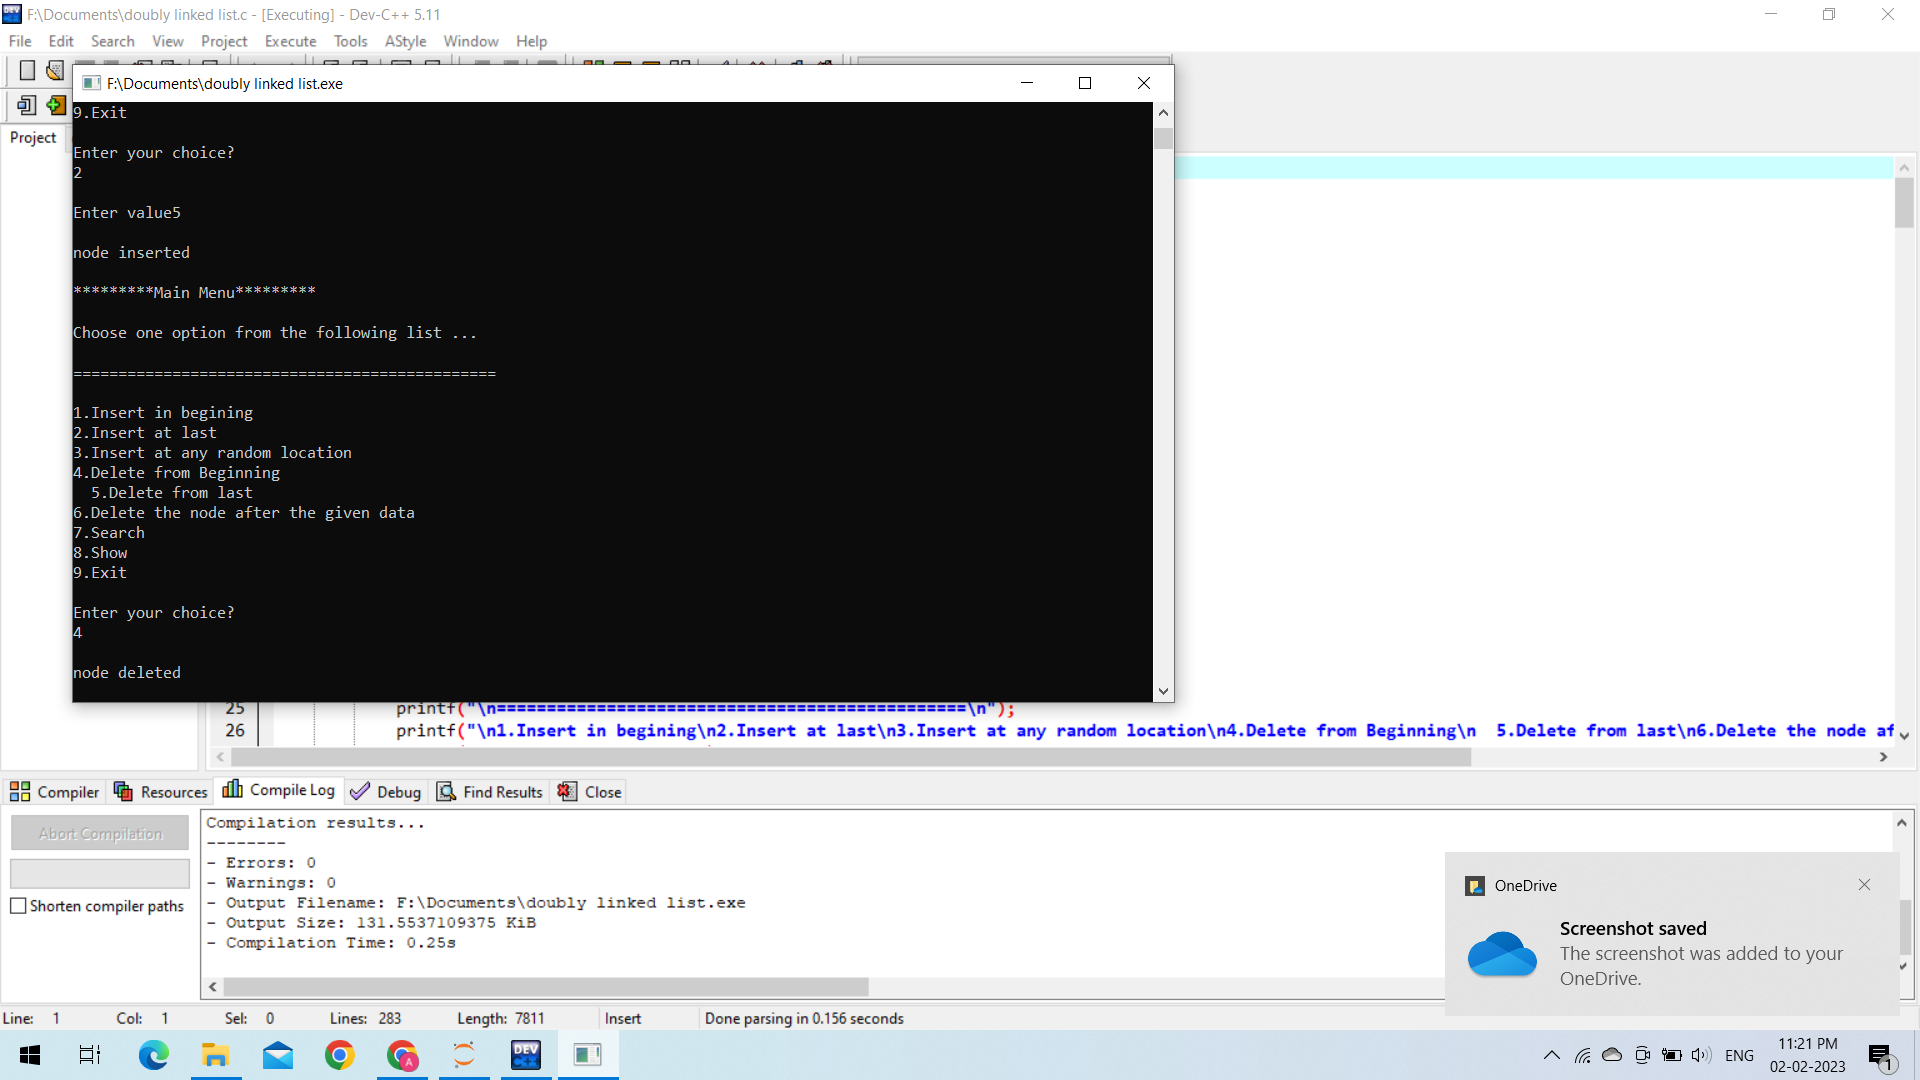 F:\Documents\doubly linked list.c - [Executing] - Dev-C++ 5.11
File Edit Search View Project Execute Tools AStyle Window Help
F:\Documents\doubly linked list.exe
Project
9.Exit
Enter your choice?
2
Enter value5
node inserted
*********Main Menu*********
Choose one option from the following list ...
===============================================
1.Insert in begining
2.Insert at last
3.Insert at any random location
4.Delete from Beginning
  5.Delete from last
6.Delete the node after the given data
7.Search
8.Show
9.Exit
Enter your choice?
4
node deleted
25 printf("\n===============================================\n");
26 printf("\n1.Insert in begining\n2.Insert at last\n3.Insert at any random location\n4.Delete from Beginning\n  5.Delete from last\n6.Delete the node af
Compiler Resources Compile Log Debug Find Results Close
Abort Compilation
Shorten compiler paths
Compilation results...
--------
- Errors: 0
- Warnings: 0
- Output Filename: F:\Documents\doubly linked list.exe
- Output Size: 131.5537109375 KiB
- Compilation Time: 0.25s
OneDrive
Screenshot saved
The screenshot was added to your
OneDrive.
Line: 1 Col: 1 Sel: 0 Lines: 283 Length: 7811 Insert Done parsing in 0.156 seconds
DEV
C++
A
ENG
11:21 PM
02-02-2023
1